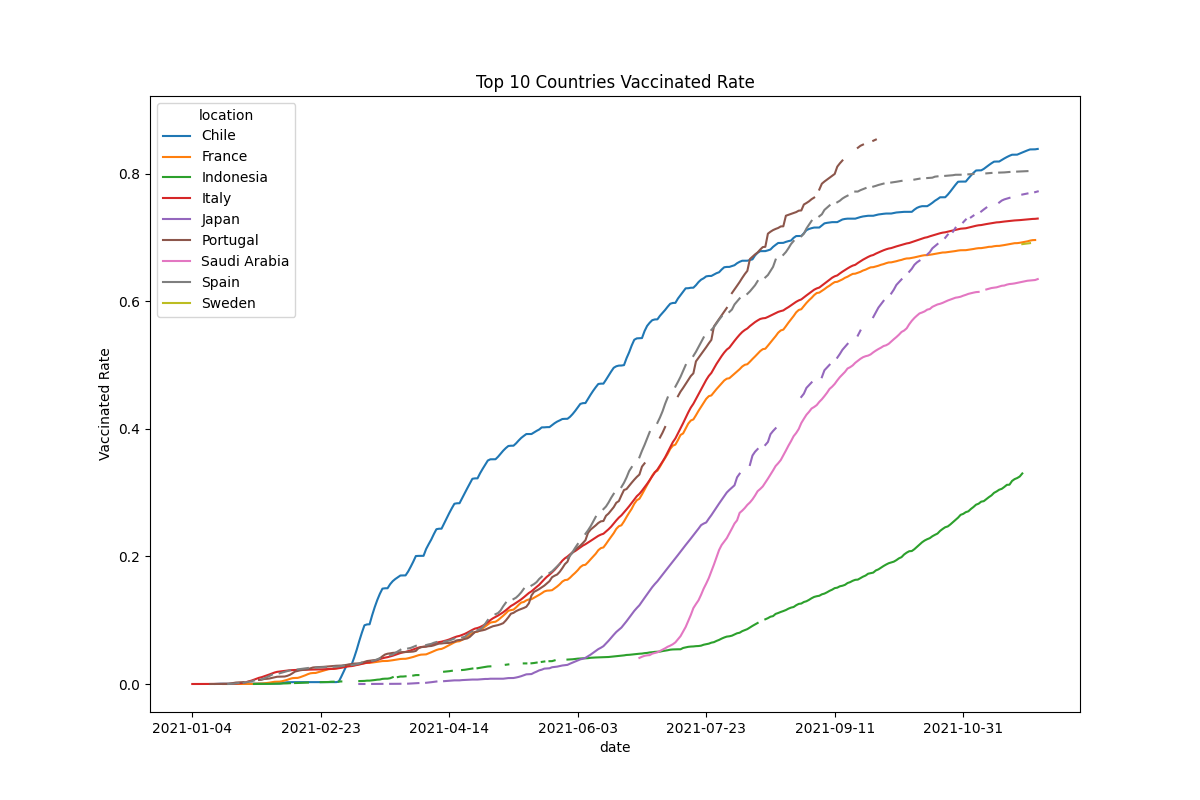 Top 10 Countries Vaccinated Rate
location
Chile
France
Indonesia
Italy
Japan
Portugal
Saudi Arabia
Spain
Sweden
Vaccinated Rate
0.8
0.6
0.4
0.2
0.0
2021-01-04 2021-02-23 2021-04-14 2021-06-03 2021-07-23 2021-09-11 2021-10-31
date